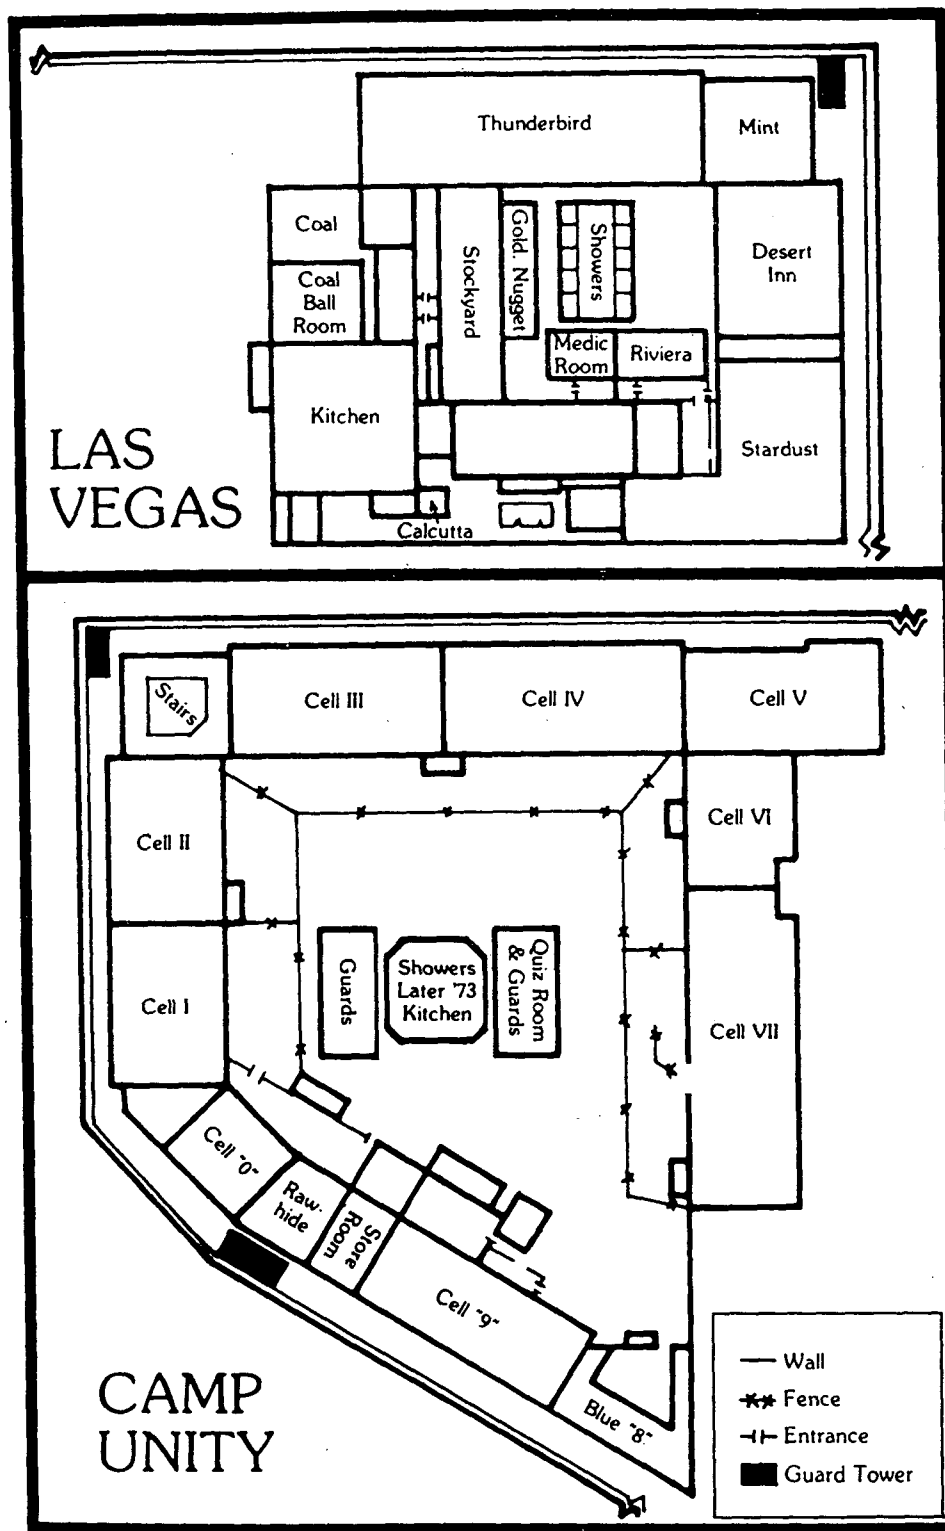 Thunderbird
Mint
Coal
Coal
Ball
Room
Stockyard
Gold. Nugget
Showers
Desert
Inn
Medic
Room
Riviera
Kitchen
Stardust
Calcutta
LAS
VEGAS
Stairs
Cell III
Cell IV
Cell V
Cell II
Cell VI
Cell I
Guards
Showers
Later '73
Kitchen
Quiz Room
& Guards
Cell VII
Cell "0"
Raw-
hide
Store
Room
Cell "9"
Blue "8"
CAMP
UNITY
Wall
Fence
Entrance
Guard Tower